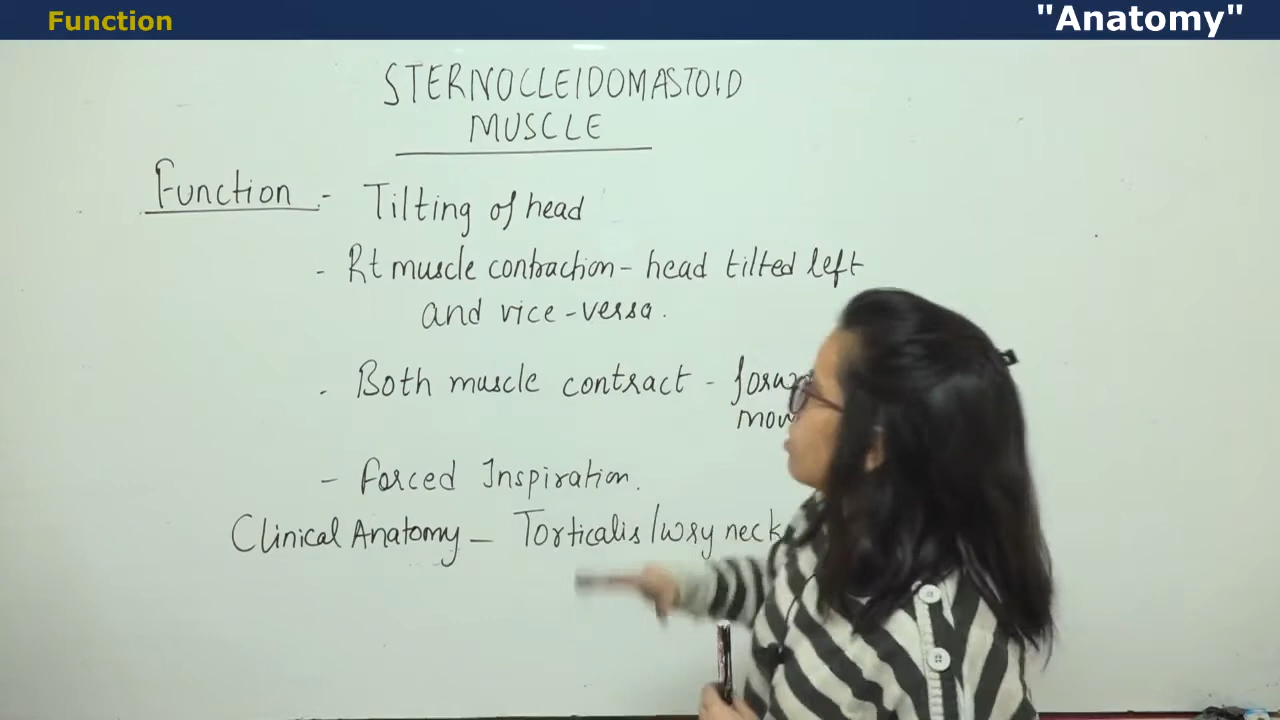 Function
"Anatomy"
STERNOCLEIDOMASTOID
MUSCLE
Function :- Tilting of head
- Rt muscle contraction - head tilted left
and vice-versa.
. Both muscle contract -
- Forced Inspiration.
Clinical Anatomy - Torticalis/wry neck